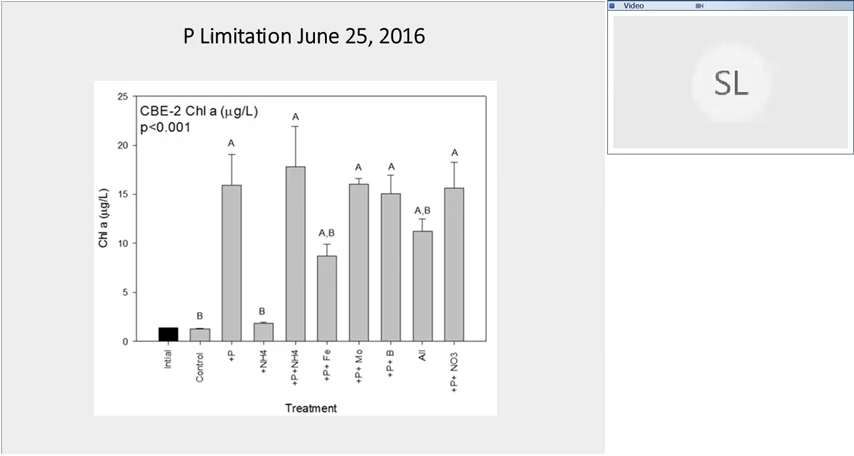 P Limitation June 25, 2016
Video
SL
CBE-2 Chl a (µg/L)
p<0.001
Chl a (µg/L)
25
20
15
10
5
0
B
A
B
A
A,B
A
A
A,B
A
Intial
Control
+P
+NH4
+P+NH4
+P+ Fe
+P+ Mo
+P+ B
All
+P+ NO3
Treatment